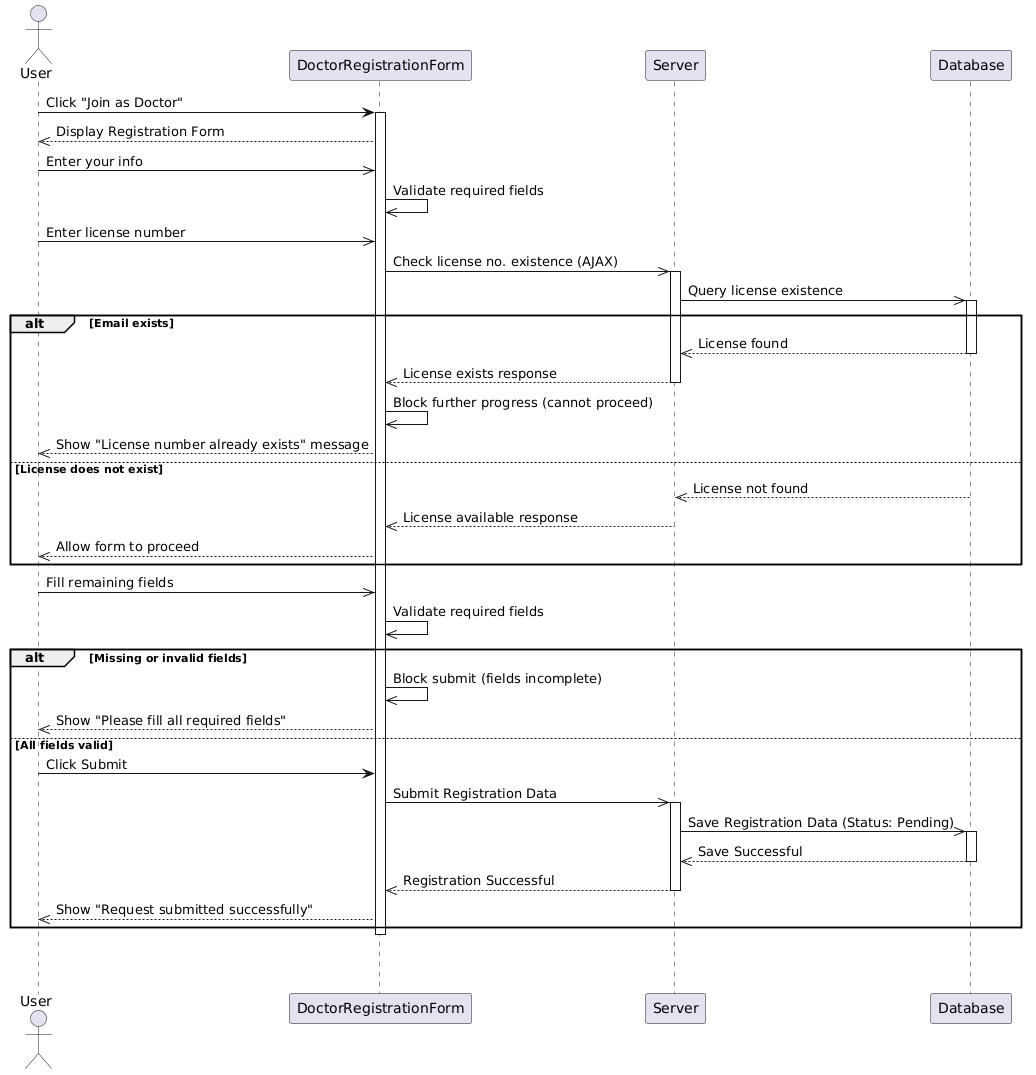 User
DoctorRegistrationForm
Server
Database
Click "Join as Doctor"
Display Registration Form
Enter your info
Validate required fields
Enter license number
Check license no. existence (AJAX)
Query license existence
alt [Email exists]
License found
License exists response
Block further progress (cannot proceed)
Show "License number already exists" message
[License does not exist]
License not found
License available response
Allow form to proceed
Fill remaining fields
Validate required fields
alt [Missing or invalid fields]
Block submit (fields incomplete)
Show "Please fill all required fields"
[All fields valid]
Click Submit
Submit Registration Data
Save Registration Data (Status: Pending)
Save Successful
Registration Successful
Show "Request submitted successfully"
User
DoctorRegistrationForm
Server
Database